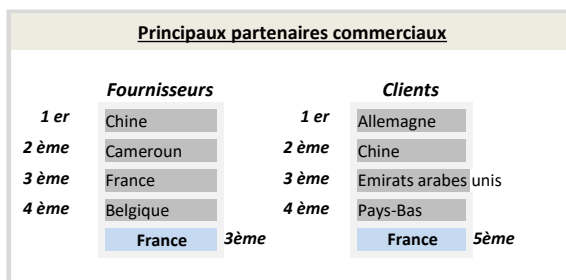 Principaux partenaires commerciaux
Fournisseurs Clients
1 er Chine 1 er Allemagne
2 ème Cameroun 2 ème Chine
3 ème France 3 ème Emirats arabes unis
4 ème Belgique 4 ème Pays-Bas
France 3ème France 5ème